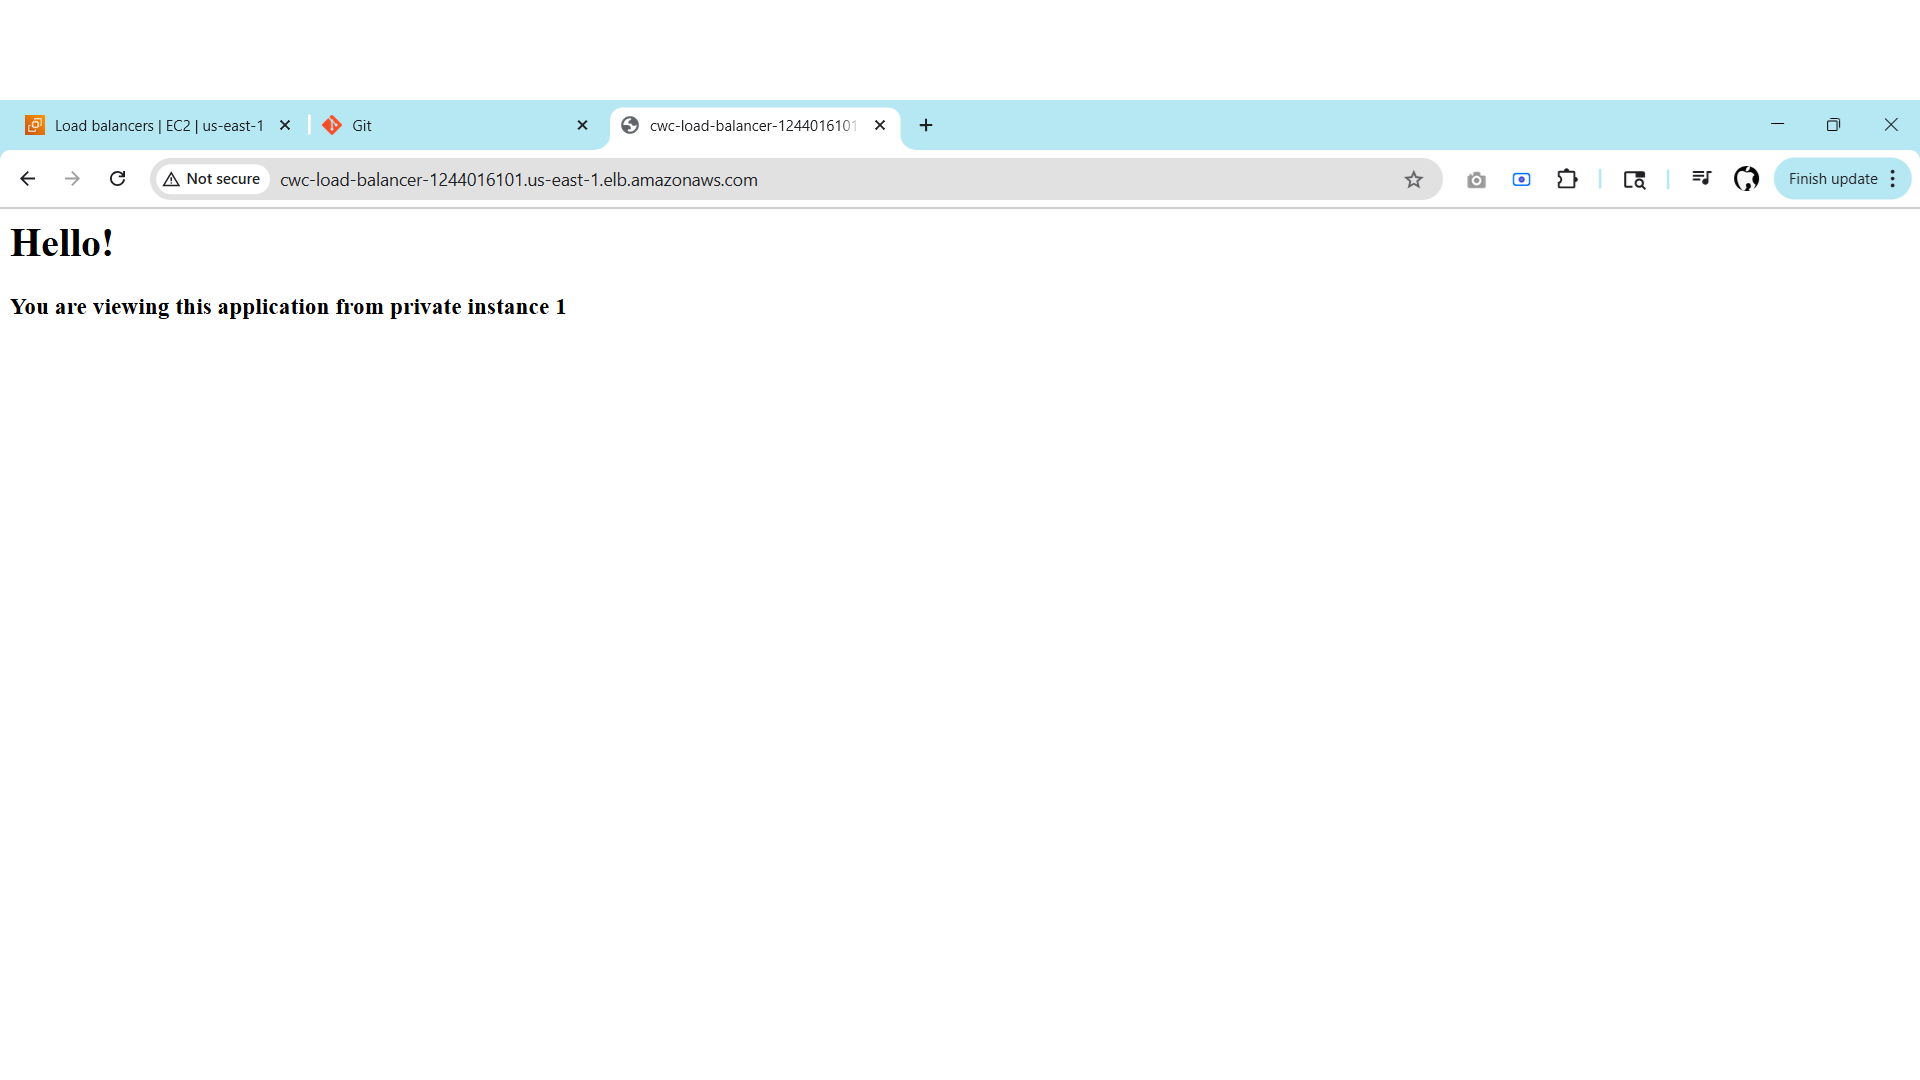 Load balancers | EC2 | us-east-1
Git
cwc-load-balancer-1244016101
Not secure
cwc-load-balancer-1244016101.us-east-1.elb.amazonaws.com
Finish update
Hello!
You are viewing this application from private instance 1